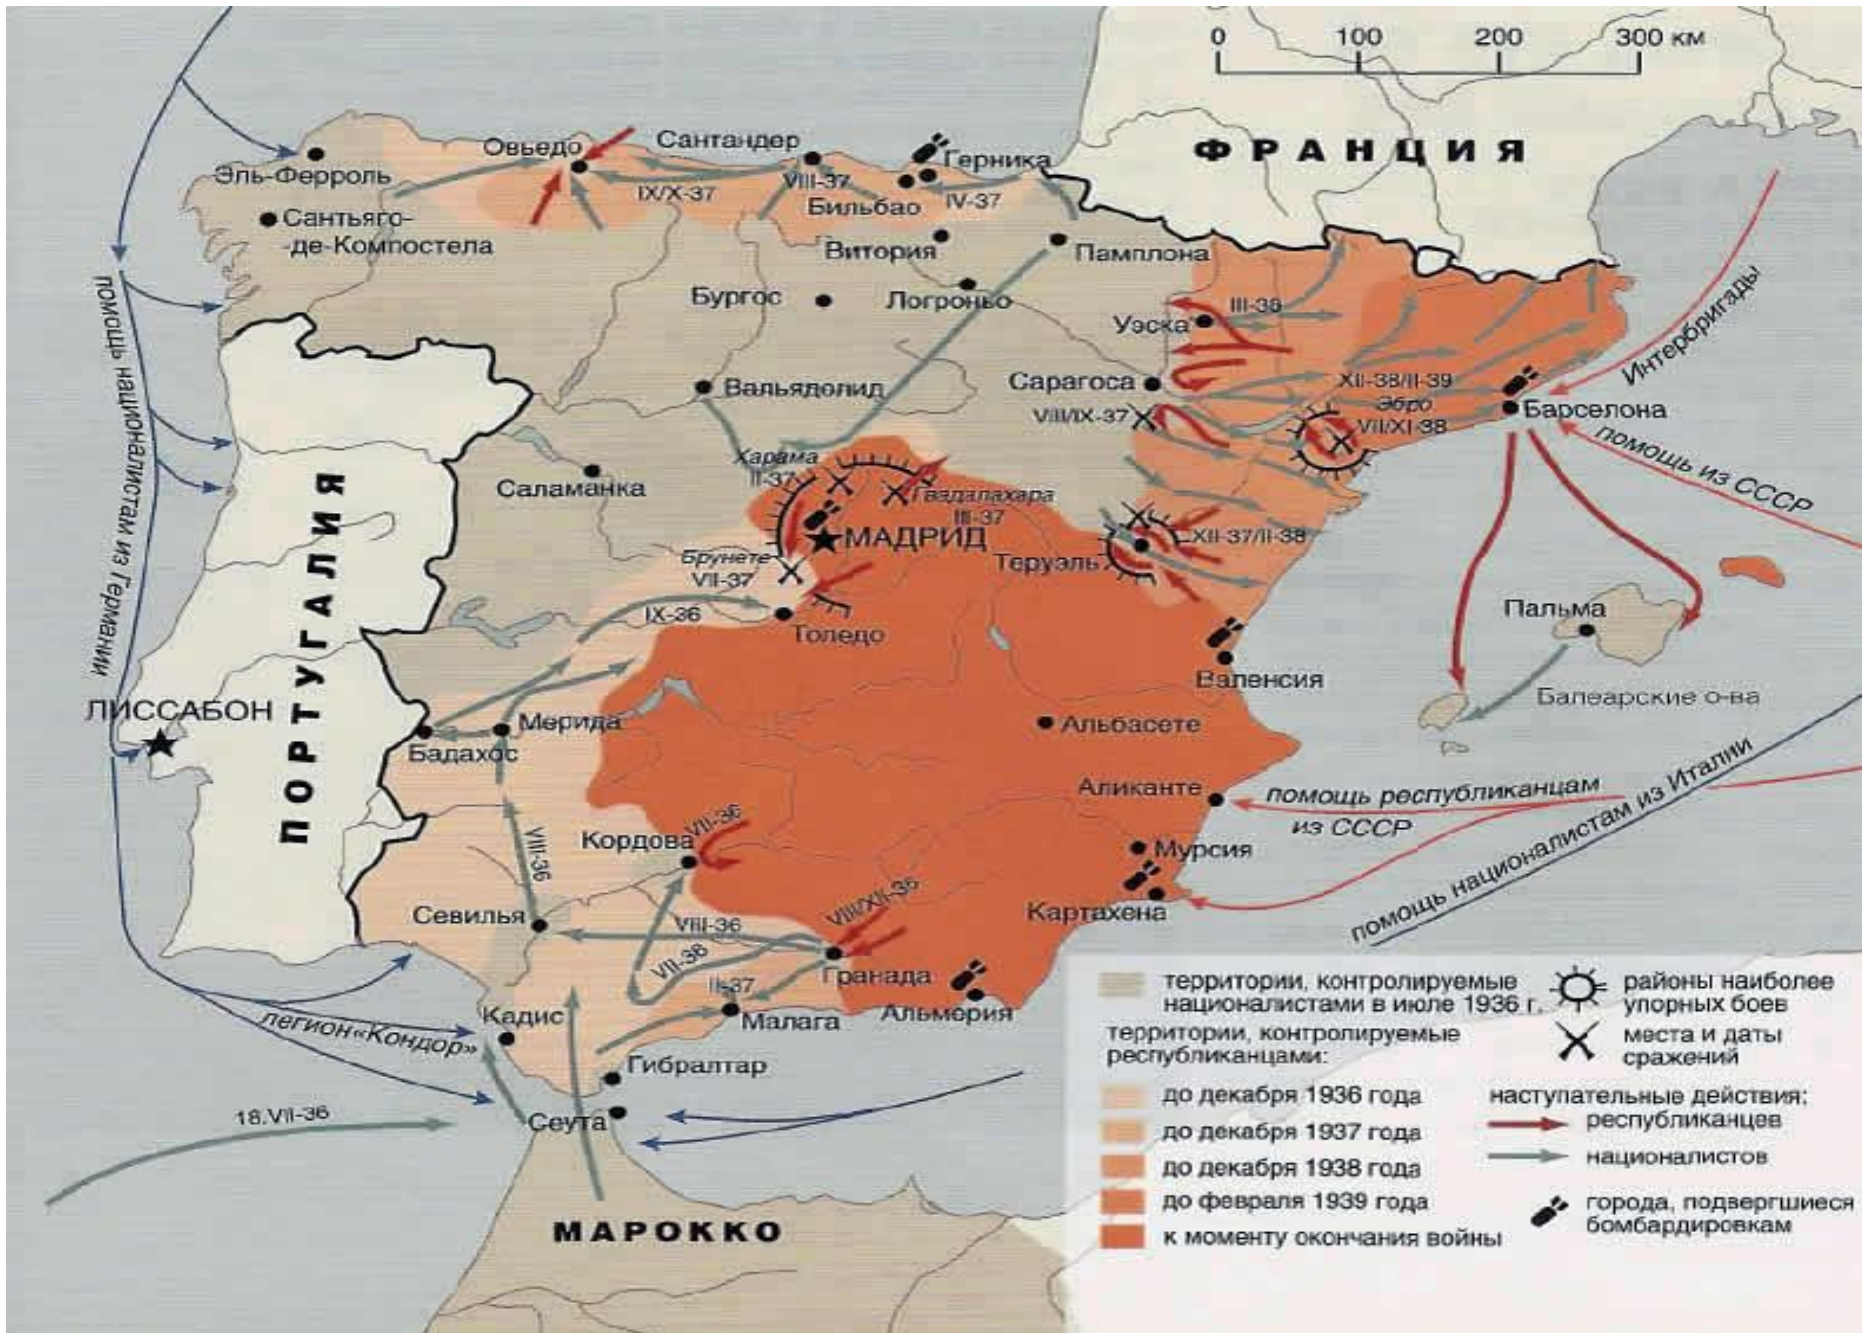 0 100 200 300 км
ФРАНЦИЯ
Овьедо
Сантандер
Герника
Эль-Ферроль
VIII-37
IX/X-37
Бильбао
IV-37
Сантьяго-
-де-Компостела
Витория
Памплона
Бургос
Логроньо
Уэска
III-38
Интербригады
помощь националистам из Германии
Вальядолид
Сарагоса
XII-38/II-39
VIII/IX-37
Эбро
VII/XI-38
Барселона
помощь из СССР
Харама
II-37
Саламанка
Гвадалахара
III-37
МАДРИД
XII-37/II-38
Теруэль
Брунете
VII-37
ПОРТУГАЛИЯ
IX-36
Толедо
Пальма
Валенсия
Балеарские о-ва
ЛИССАБОН
Мерида
Бадахос
Альбасете
Аликанте
помощь республиканцам
из СССР
помощь националистам из Италии
Кордова
VII-36
VIII-36
Мурсия
Севилья
VIII-36
VIII/XII-36
Картахена
VII-36
Гранада
II-37
Малага
Альмерия
Кадис
легион «Кондор»
Гибралтар
Сеута
18.VII-36
МАРОККО
территории, контролируемые
националистами в июле 1936 г.
территории, контролируемые
республиканцами:
до декабря 1936 года
до декабря 1937 года
до декабря 1938 года
до февраля 1939 года
к моменту окончания войны
районы наиболее
упорных боев
места и даты
сражений
наступательные действия:
республиканцев
националистов
города, подвергшиеся
бомбардировкам